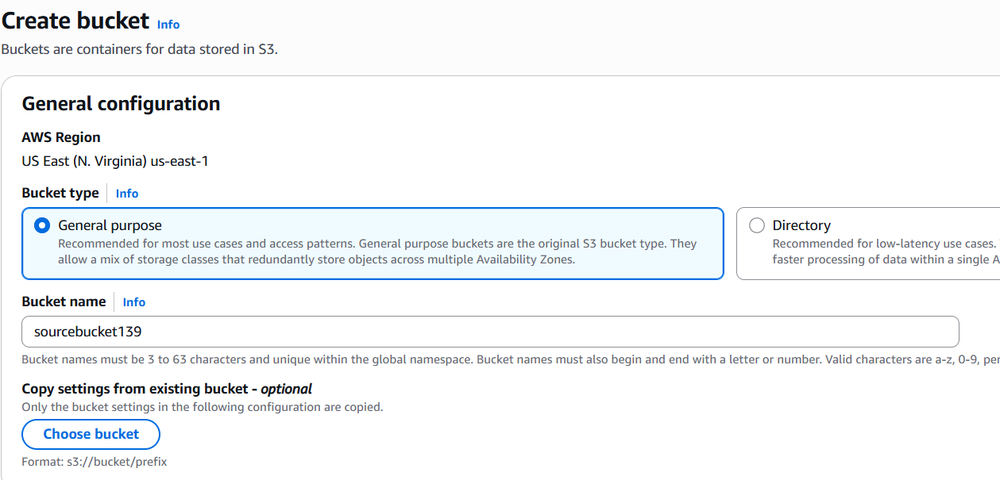 Create bucket Info
Buckets are containers for data stored in S3.
General configuration
AWS Region
US East (N. Virginia) us-east-1
Bucket type Info
General purpose
Recommended for most use cases and access patterns. General purpose buckets are the original S3 bucket type. They
allow a mix of storage classes that redundantly store objects across multiple Availability Zones.
Directory
Recommended for low-latency use cases.
faster processing of data within a single A
Bucket name Info
sourcebucket139
Bucket names must be 3 to 63 characters and unique within the global namespace. Bucket names must also begin and end with a letter or number. Valid characters are a-z, 0-9, per
Copy settings from existing bucket - optional
Only the bucket settings in the following configuration are copied.
Choose bucket
Format: s3://bucket/prefix